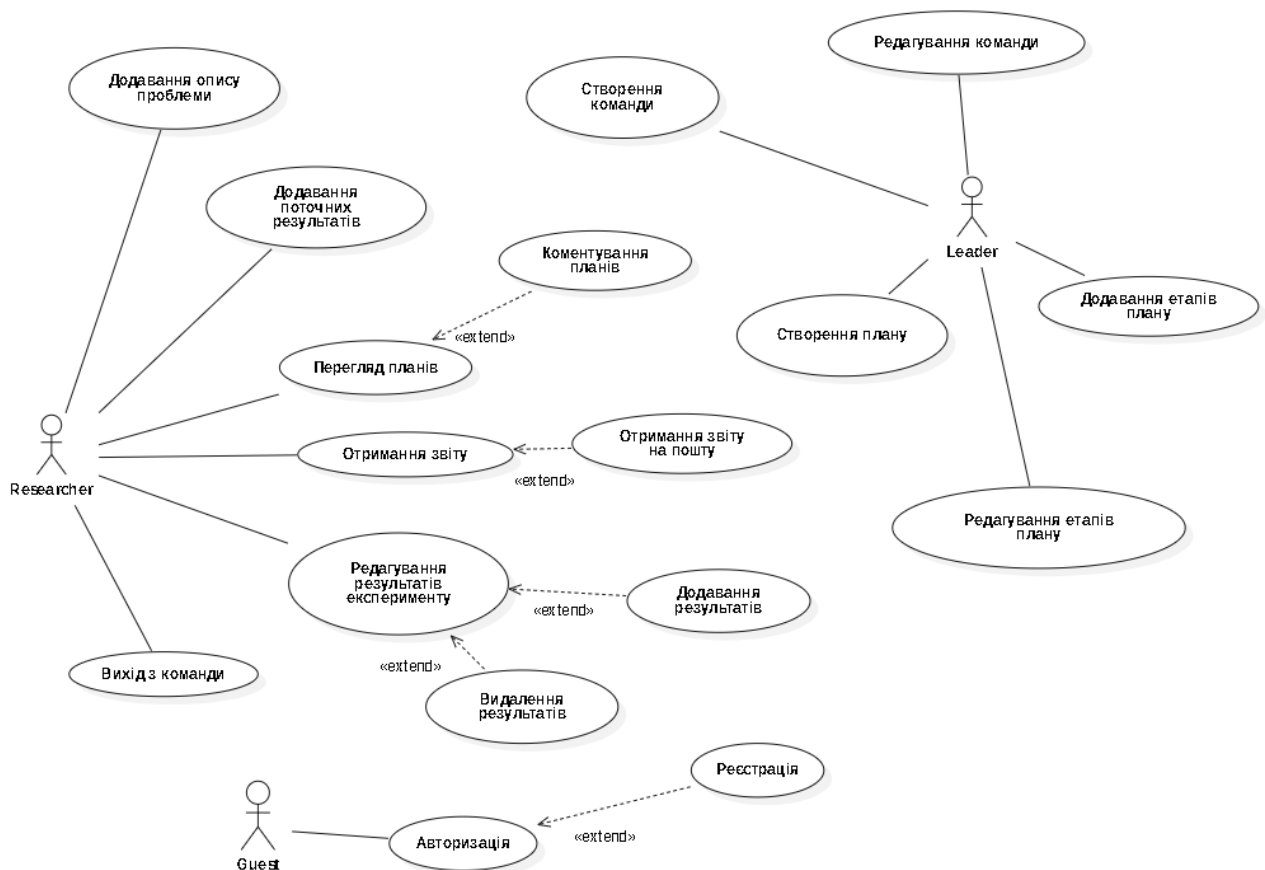 Редагування команди
Додавання опису
проблеми
Створення
команди
Додавання
поточних
результатів
Коментування
планів
Leader
Додавання етапів
плану
Створення плану
«extend»
Перегляд планів
Отримання звіту
Отримання звіту
на пошту
«extend»
Researcher
Редагування етапів
плану
Редагування
результатів
експерименту
Додавання
результатів
«extend»
Вихід з команди
«extend»
Видалення
результатів
Реєстрація
«extend»
Авторизація
Guest